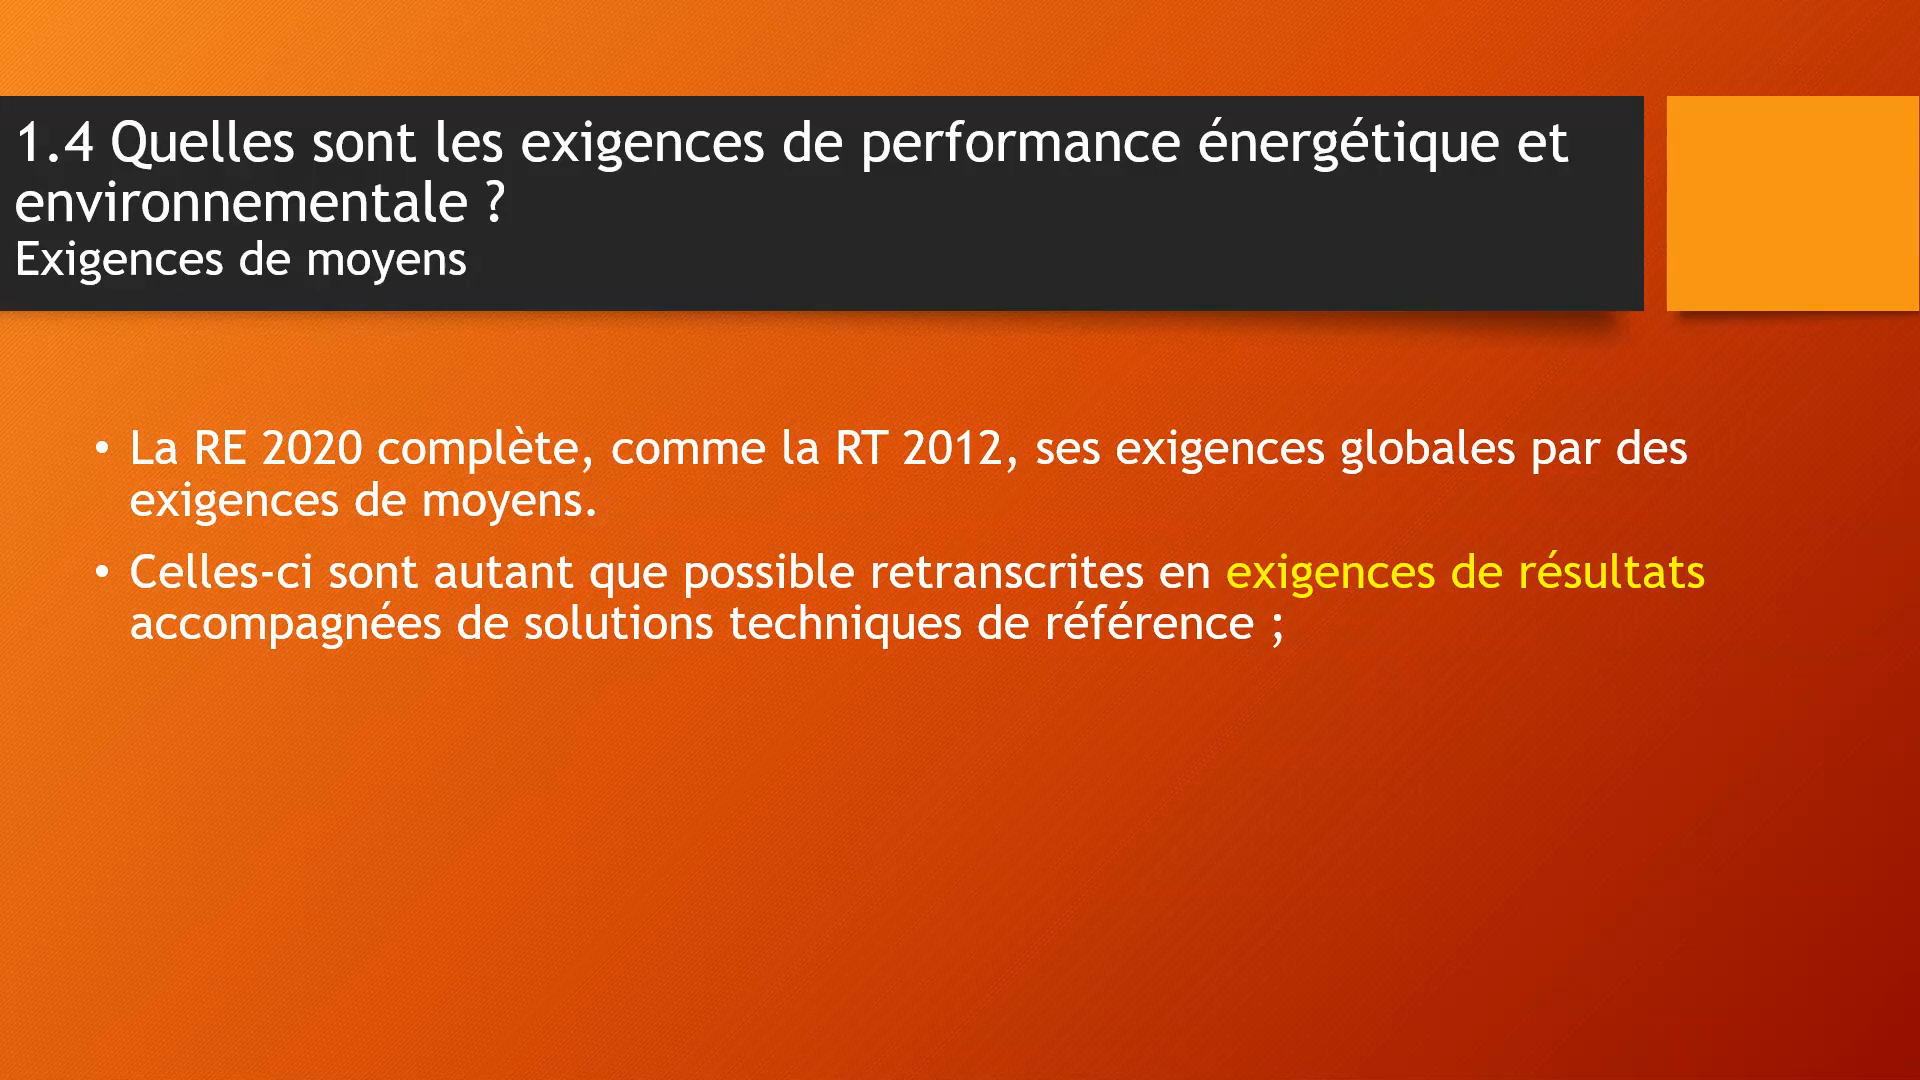 1.4 Quelles sont les exigences de performance énergétique et
environnementale ?
Exigences de moyens
• La RE 2020 complète, comme la RT 2012, ses exigences globales par des
exigences de moyens.
• Celles-ci sont autant que possible retranscrites en exigences de résultats
accompagnées de solutions techniques de référence ;